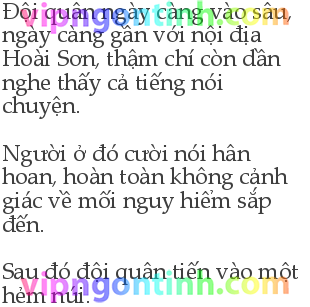 Đội quân ngày càng vào sâu,
vipngontinh.com
ngày càng gần với nội địa
Hoài Sơn, thậm chí còn dần
nghe thấy cả tiếng nói
chuyện.
Người ở đó cười nói hân
hoan, hoàn toàn không cảnh
giác về mối nguy hiểm sắp
đến.
Sau đó đội quân tiến vào một
vipngontinh.com
hẻm núi.